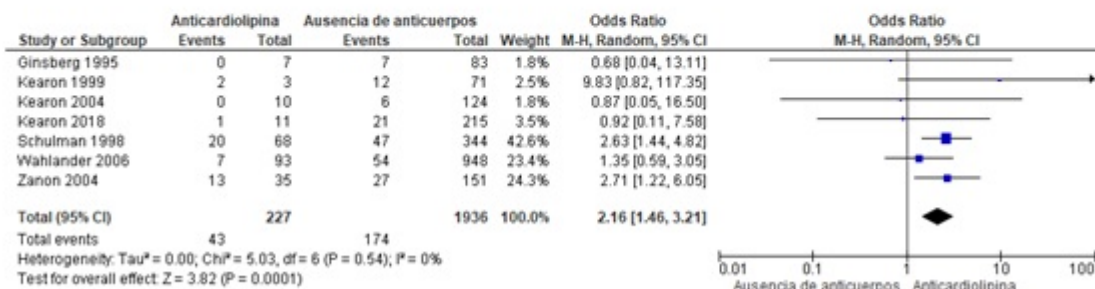 Anticardiolipina Ausencia de anticuerpos Odds Ratio Odds Ratio
Study or Subgroup Events Total Events Total Weight M-H, Random, 95% CI M-H, Random, 95% CI
Ginsberg 1995 0 7 7 83 1.8% 0.68 [0.04, 13.11]
Kearon 1999 2 3 12 71 2.5% 9.83 [0.82, 117.35]
Kearon 2004 0 10 6 124 1.8% 0.87 [0.05, 16.50]
Kearon 2018 1 11 21 215 3.5% 0.92 [0.11, 7.58]
Schulman 1998 20 68 47 344 42.6% 2.63 [1.44, 4.82]
Wahlander 2006 7 93 54 948 23.4% 1.35 [0.59, 3.05]
Zanon 2004 13 35 27 151 24.3% 2.71 [1.22, 6.05]
Total (95% CI) 227 1936 100.0% 2.16 [1.46, 3.21]
Total events 43 174
Heterogeneity: Tau² = 0.00; Chi² = 5.03, df = 6 (P = 0.54); I² = 0%
Test for overall effect: Z = 3.82 (P = 0.0001)
0.01 0.1 1 10 100
Ausencia de anticuerpos Anticardiolipina